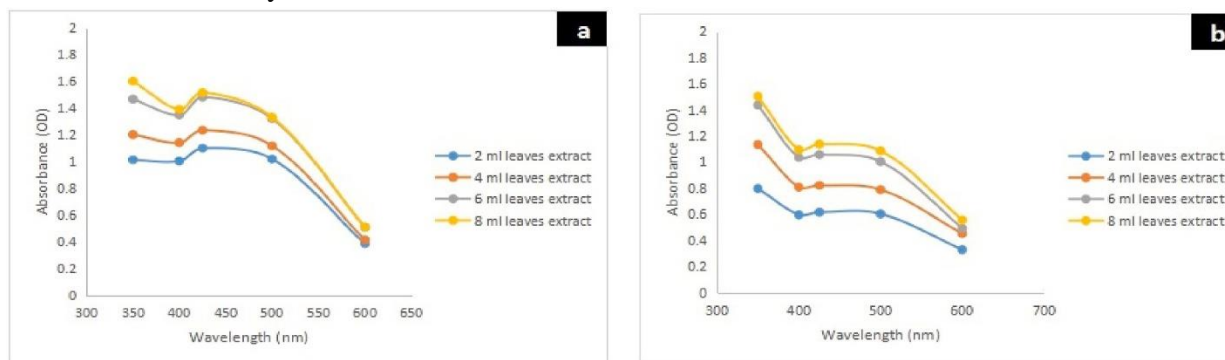 a
2
1.8
1.6
1.4
1.2
1
0.8
0.6
0.4
0.2
0
Absorbance (OD)
300 350 400 450 500 550 600 650
Wavelength (nm)
2 ml leaves extract
4 ml leaves extract
6 ml leaves extract
8 ml leaves extract
b
2
1.8
1.6
1.4
1.2
1
0.8
0.6
0.4
0.2
0
Absorbance (OD)
300 400 500 600 700
Wavelength (nm)
2 ml leaves extract
4 ml leaves extract
6 ml leaves extract
8 ml leaves extract